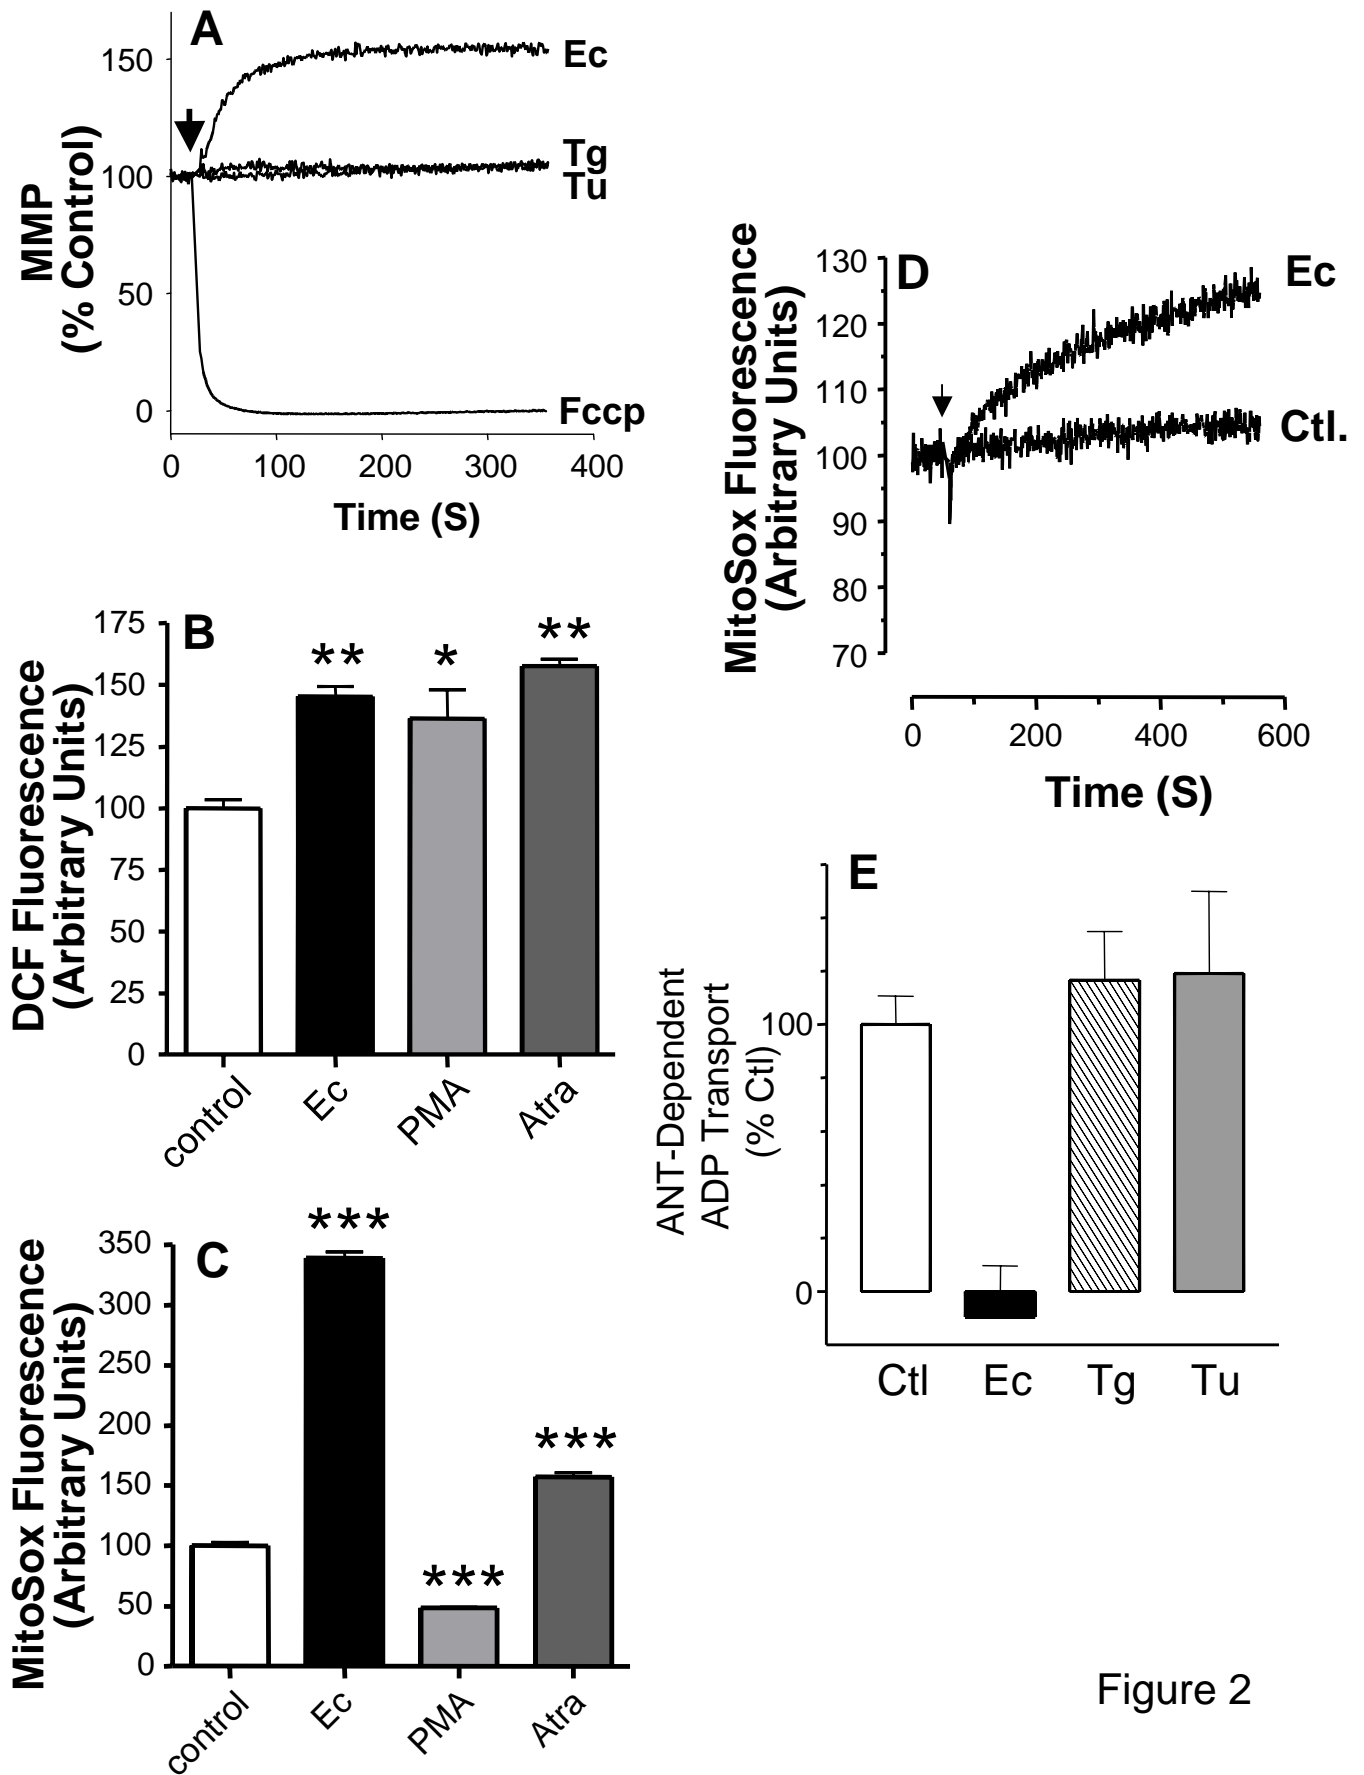 A
MMP
(% Control)
150
100
50
0
Ec
Tg
Tu
Fccp
0 100 200 300 400
Time (S)
B
DCF Fluorescence
(Arbitrary Units)
175
150
125
100
75
50
25
0
** * **
control Ec PMA Atra
C
MitoSox Fluorescence
(Arbitrary Units)
350
300
250
200
150
100
50
0
***
***
***
control Ec PMA Atra
D
MitoSox Fluorescence
(Arbitrary Units)
130
120
110
100
90
80
70
Ec
Ctl.
0 200 400 600
Time (S)
E
ANT-Dependent
ADP Transport
(% Ctl)
100
0
Ctl Ec Tg Tu
Figure 2